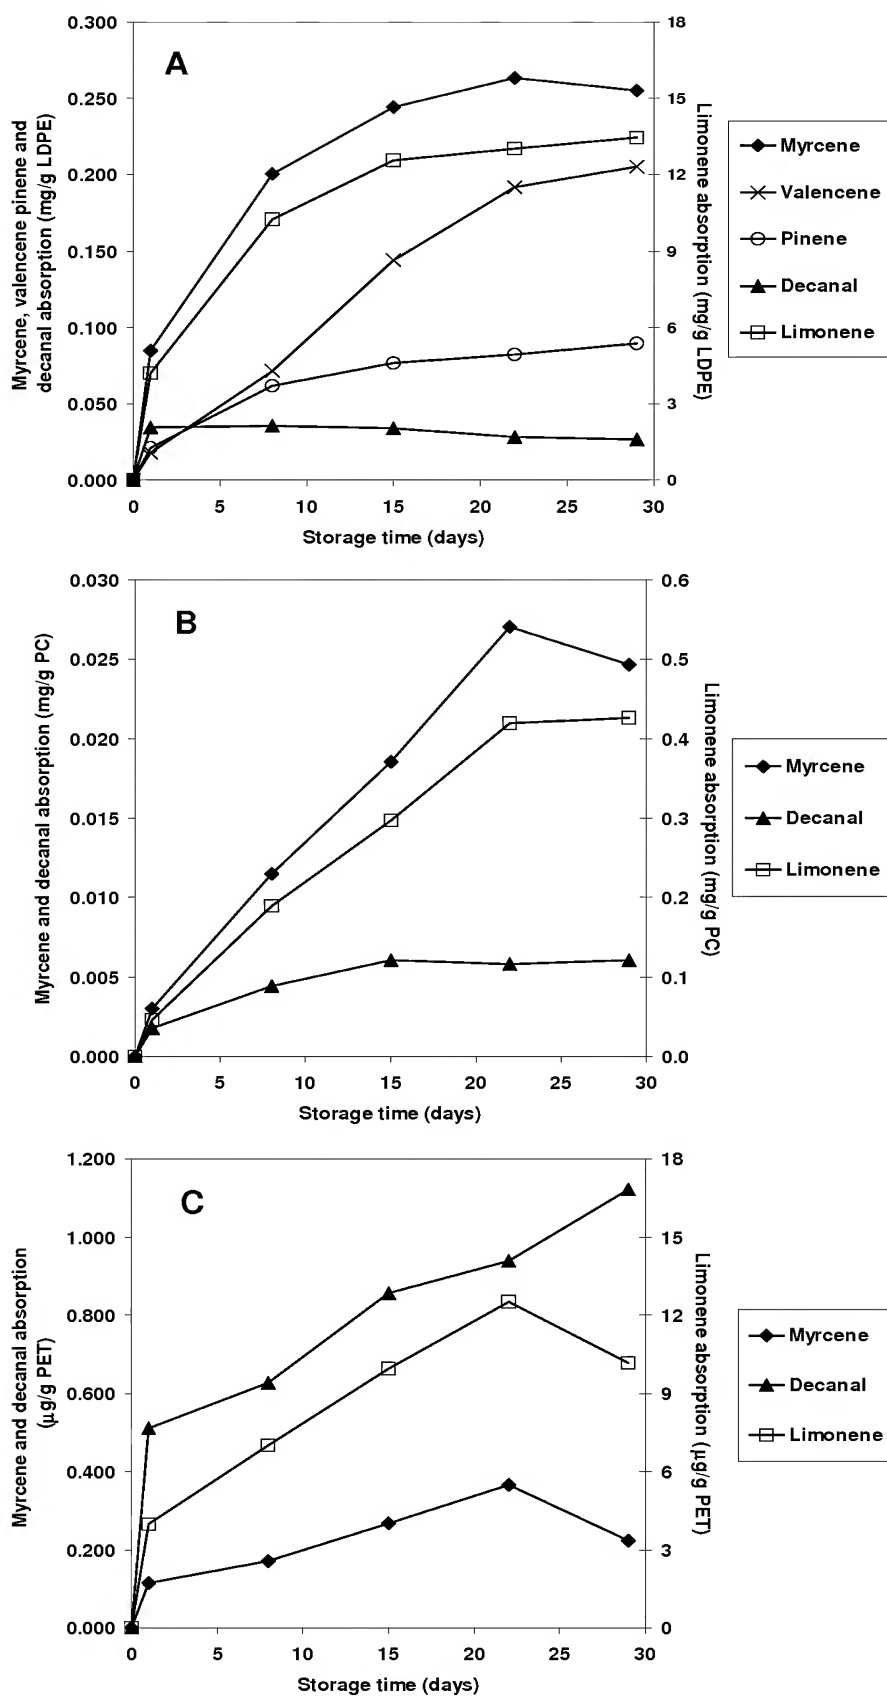 A
Myrcene, valencene pinene and
decanal absorption (mg/g LDPE)
0.300
0.250
0.200
0.150
0.100
0.050
0.000
18
15
12
9
6
3
0
Limonene absorption (mg/g LDPE)
0 5 10 15 20 25 30
Storage time (days)
Myrcene
Valencene
Pinene
Decanal
Limonene
B
Myrcene and decanal absorption (mg/g PC)
0.030
0.025
0.020
0.015
0.010
0.005
0.000
0.6
0.5
0.4
0.3
0.2
0.1
0.0
Limonene absorption (mg/g PC)
0 5 10 15 20 25 30
Storage time (days)
Myrcene
Decanal
Limonene
C
Myrcene and decanal absorption
(µg/g PET)
1.200
1.000
0.800
0.600
0.400
0.200
0.000
18
15
12
9
6
3
0
Limonene absorption (µg/g PET)
0 5 10 15 20 25 30
Storage time (days)
Myrcene
Decanal
Limonene